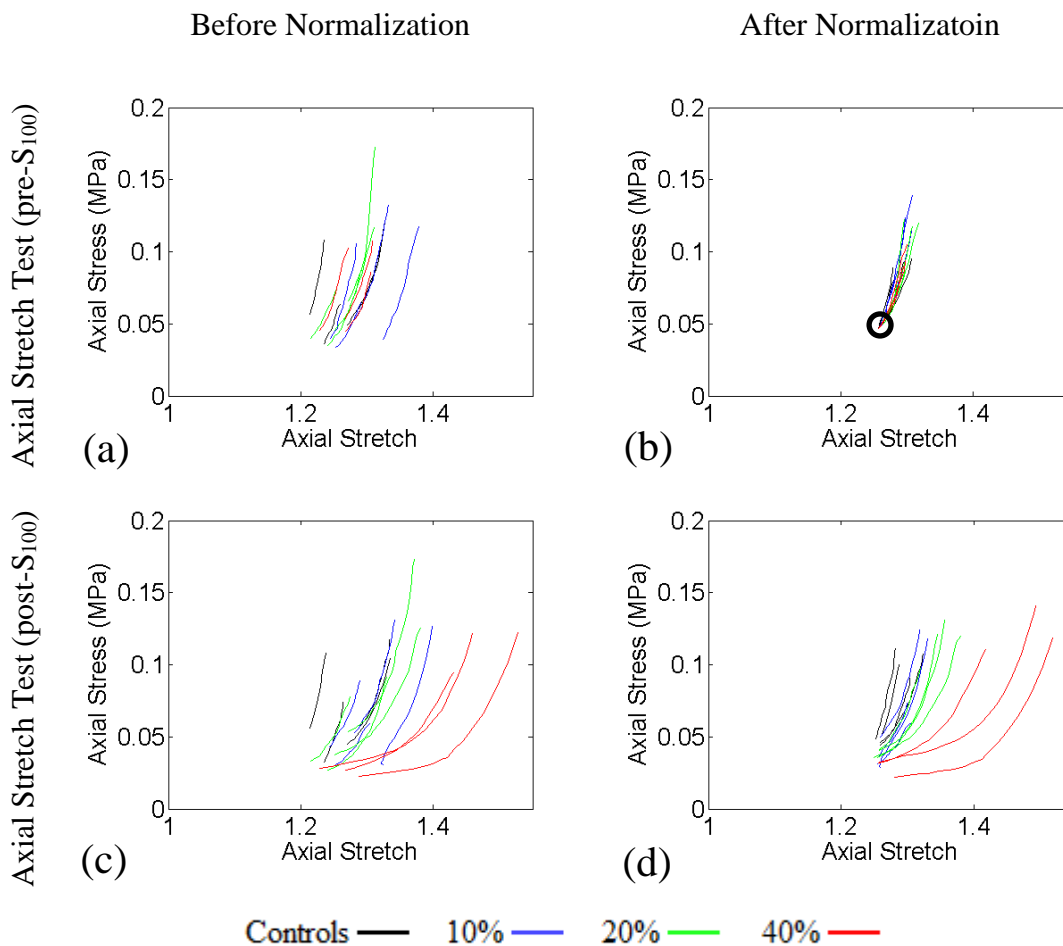 Before Normalization
After Normalizatoin
Axial Stretch Test (pre-S100)
0.2
0.15
0.1
0.05
0
1
1.2
1.4
Axial Stress (MPa)
Axial Stretch
(a)
0.2
0.15
0.1
0.05
0
1
1.2
1.4
Axial Stress (MPa)
Axial Stretch
(b)
Axial Stretch Test (post-S100)
0.2
0.15
0.1
0.05
0
1
1.2
1.4
Axial Stress (MPa)
Axial Stretch
(c)
0.2
0.15
0.1
0.05
0
1
1.2
1.4
Axial Stress (MPa)
Axial Stretch
(d)
Controls 10% 20% 40%